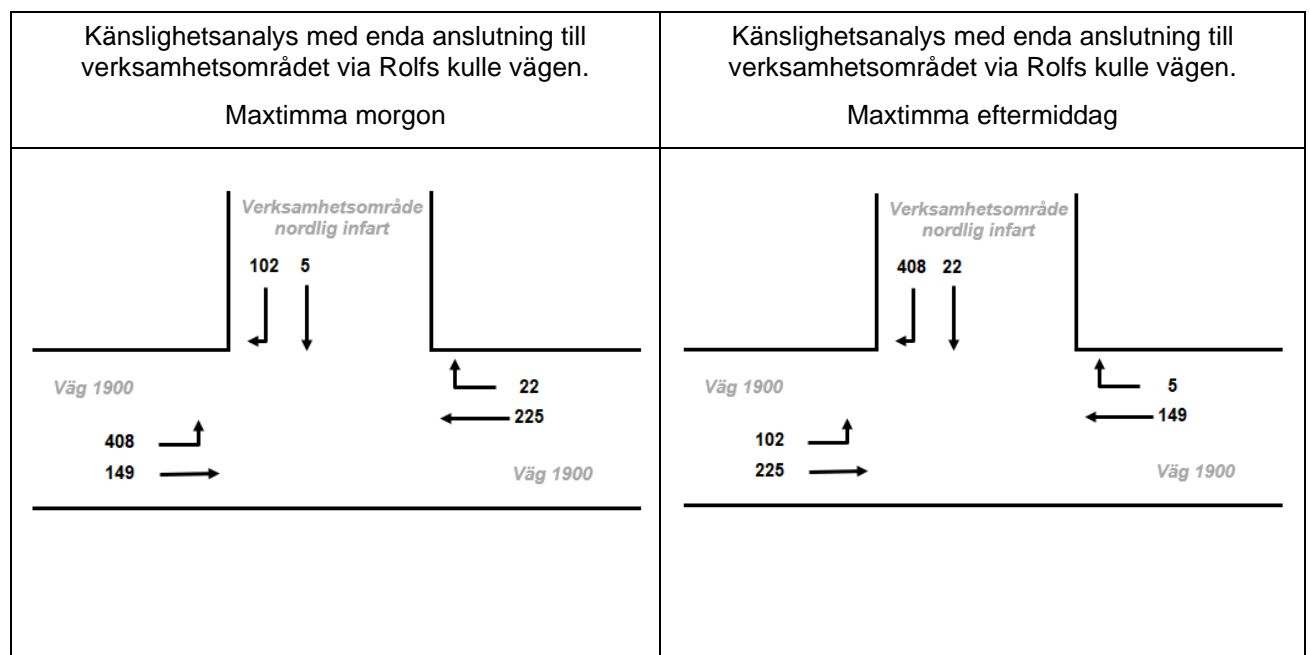 Känslighetsanalys med enda anslutning till
verksamhetsområdet via Rolfs kulle vägen.
Maxtimma morgon
Känslighetsanalys med enda anslutning till
verksamhetsområdet via Rolfs kulle vägen.
Maxtimma eftermiddag
Verksamhetsområde
nordlig infart
102 5
Väg 1900
22
225
408
149
Väg 1900
Verksamhetsområde
nordlig infart
408 22
Väg 1900
5
149
102
225
Väg 1900